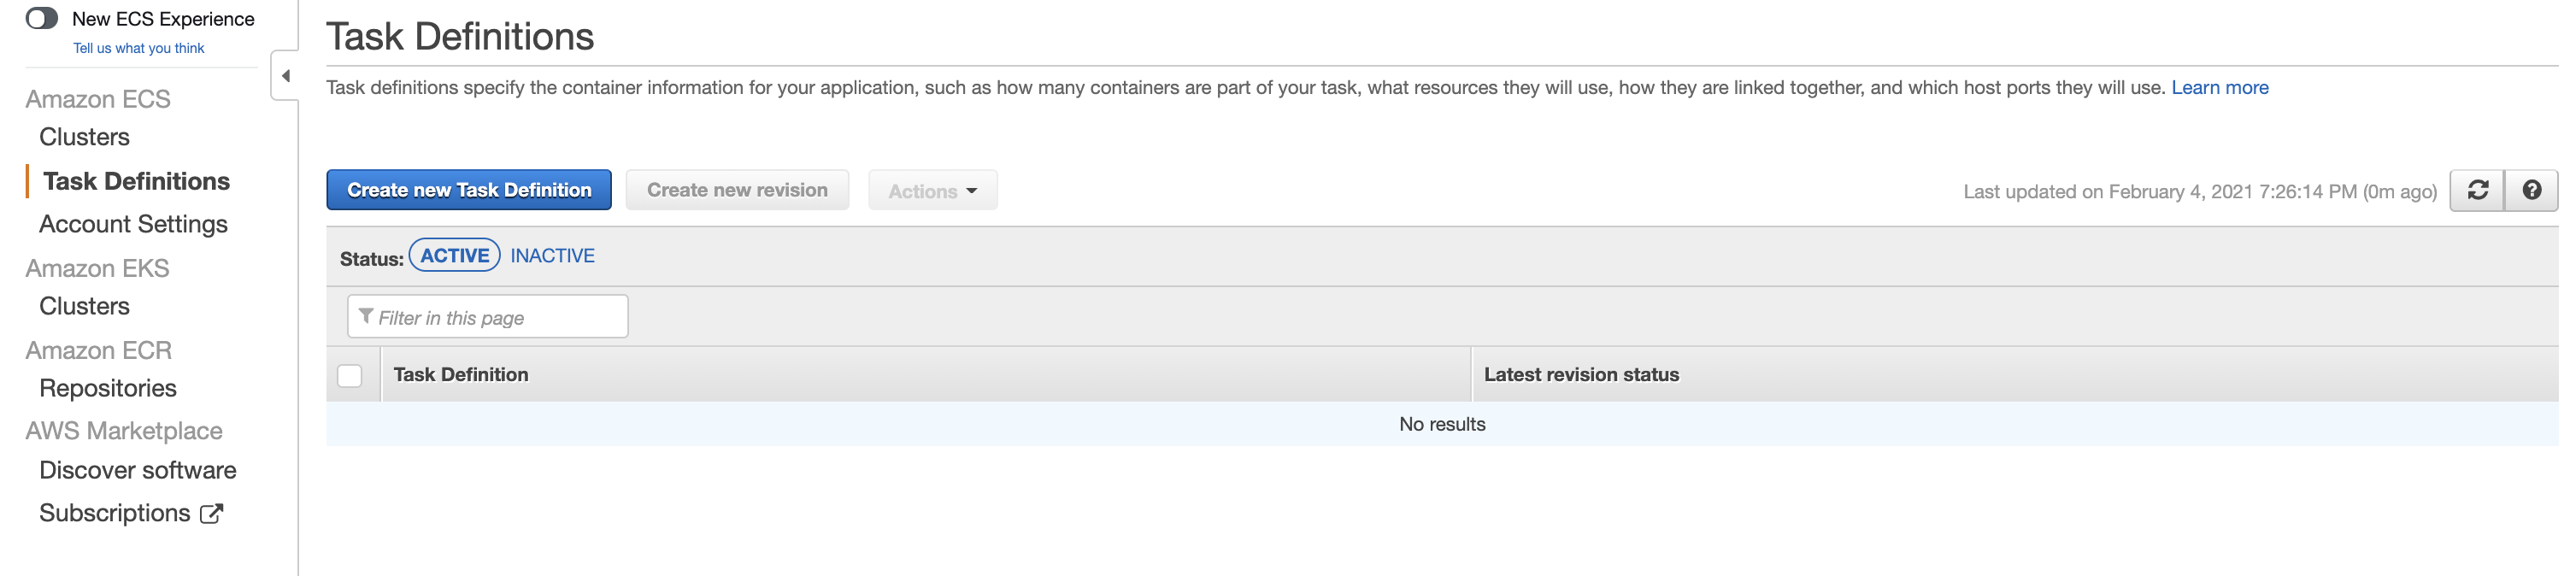 New ECS Experience
Tell us what you think
Amazon ECS
Clusters
Task Definitions
Account Settings
Amazon EKS
Clusters
Amazon ECR
Repositories
AWS Marketplace
Discover software
Subscriptions
Task Definitions
Task definitions specify the container information for your application, such as how many containers are part of your task, what resources they will use, how they are linked together, and which host ports they will use. Learn more
Create new Task Definition Create new revision Actions Last updated on February 4, 2021 7:26:14 PM (0m ago)
Status: ACTIVE INACTIVE
Filter in this page
Task Definition Latest revision status
No results